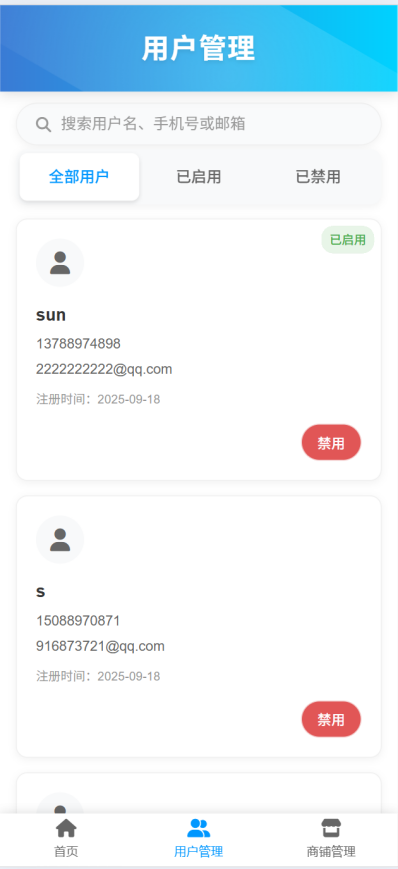 用户管理
搜索用户名、手机号或邮箱
全部用户
已启用
已禁用
已启用
sun
13788974898
2222222222@qq.com
注册时间：2025-09-18
禁用
s
15088970871
916873721@qq.com
注册时间：2025-09-18
禁用
首页
用户管理
商铺管理